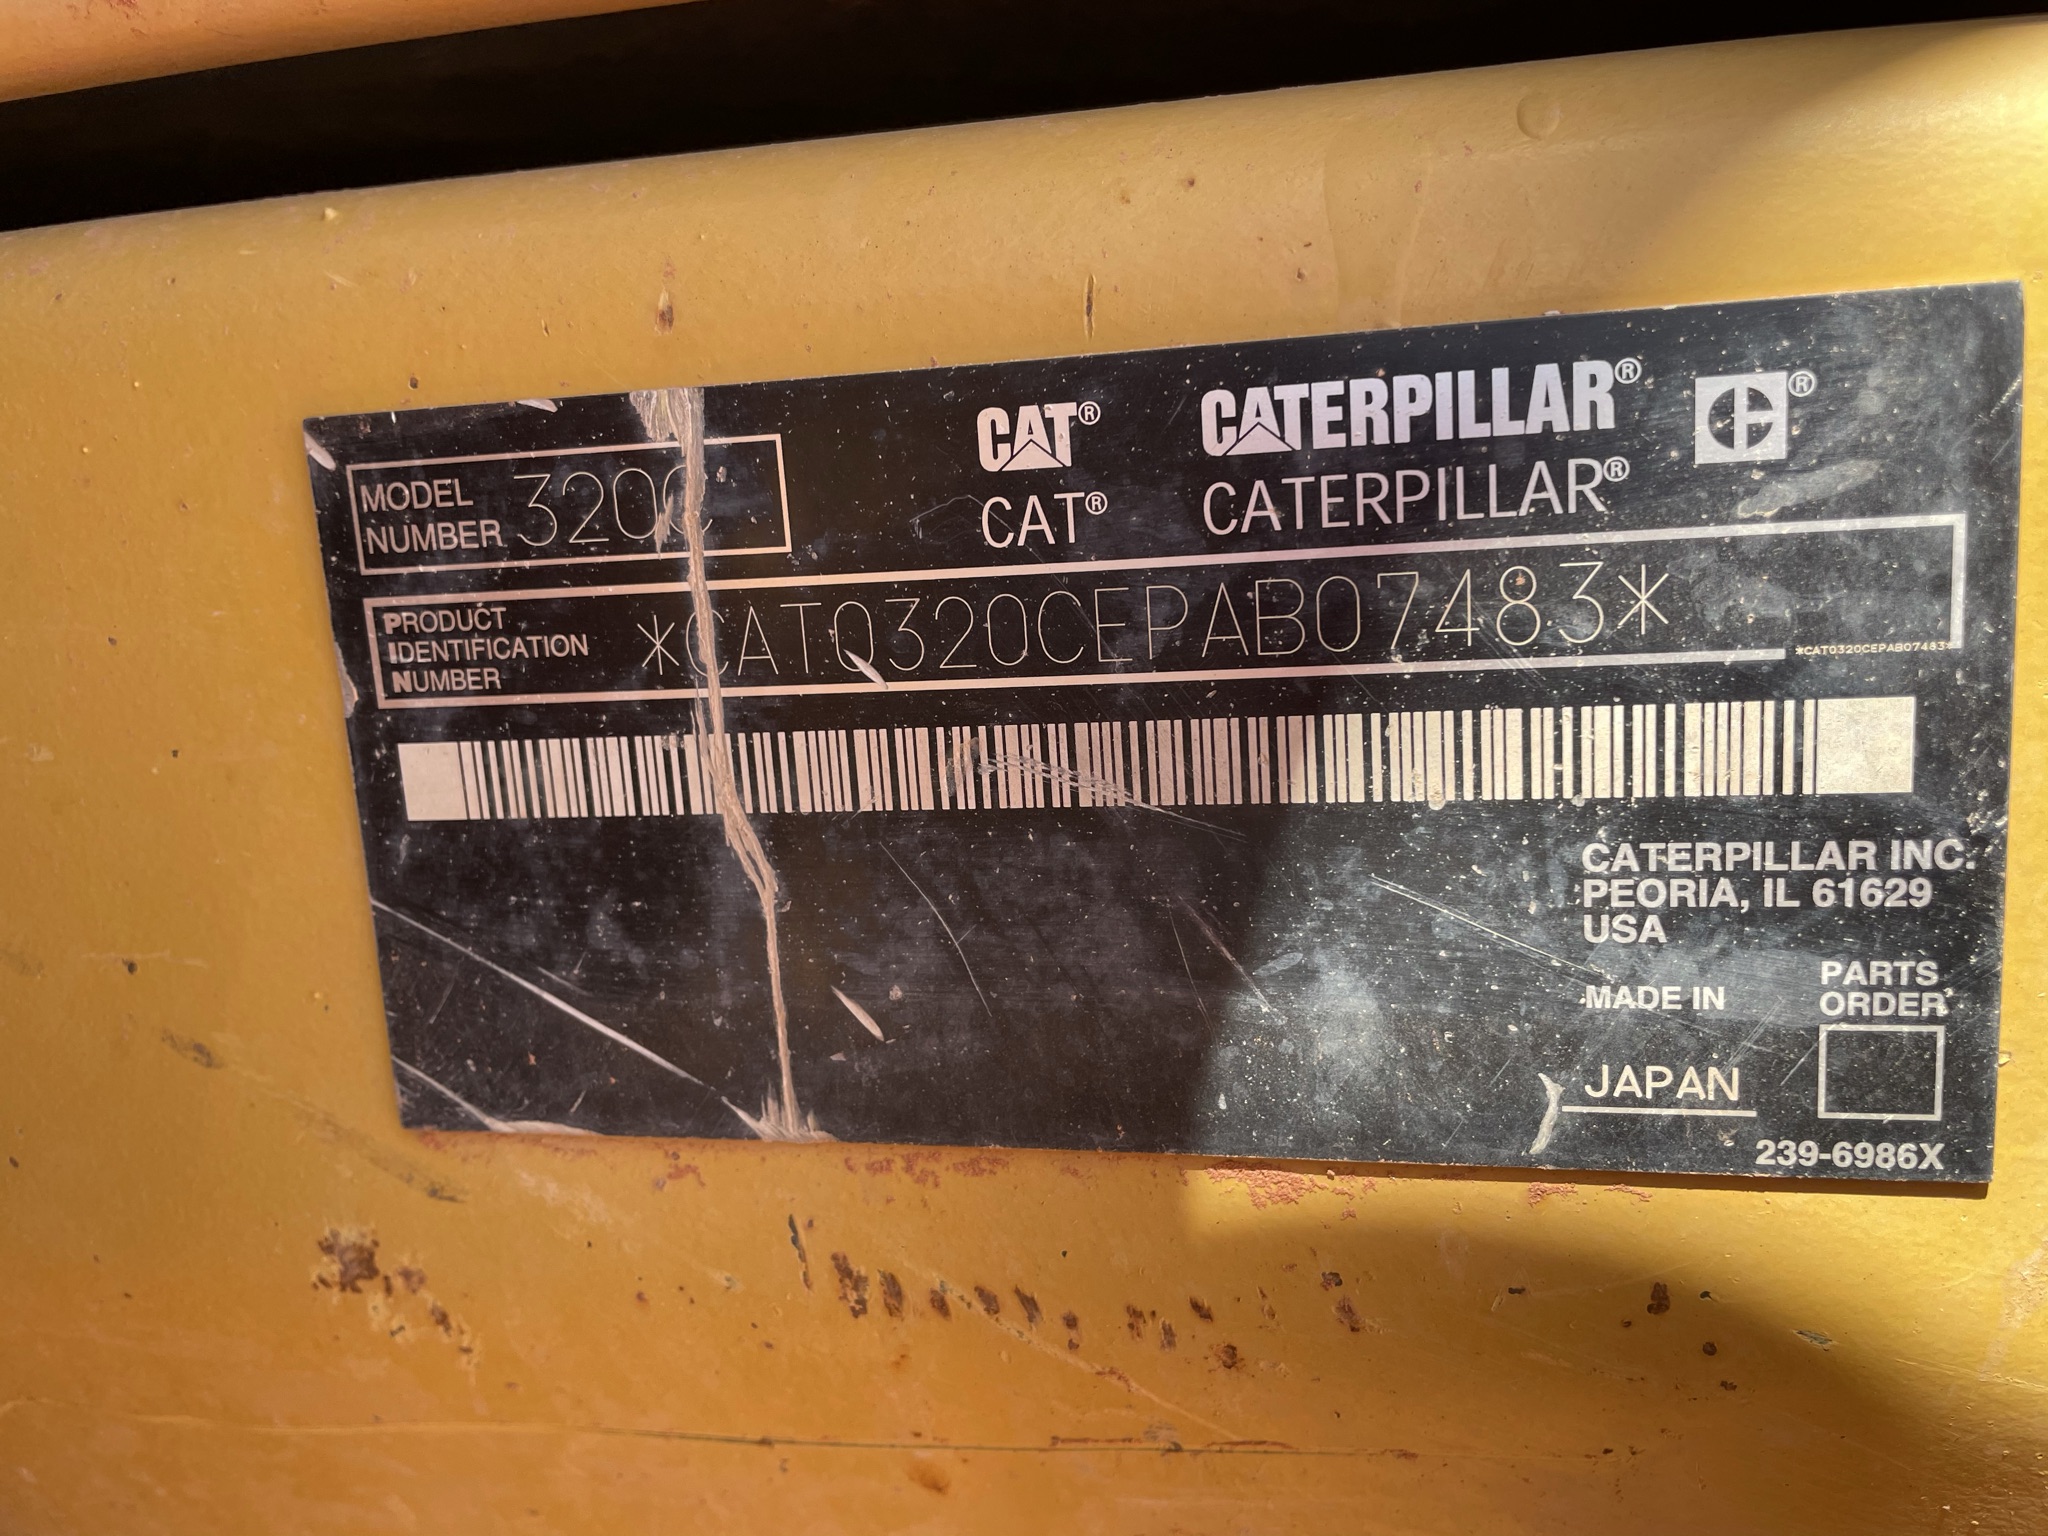 CAT® CATERPILLAR® ®
CAT® CATERPILLAR®
MODEL
NUMBER 320C
PRODUCT
IDENTIFICATION
NUMBER
*CAT0320CEPAB07483*
*CAT0320CEPAB07483*
CATERPILLAR INC.
PEORIA, IL 61629
USA
MADE IN
JAPAN
PARTS
ORDER
239-6986X